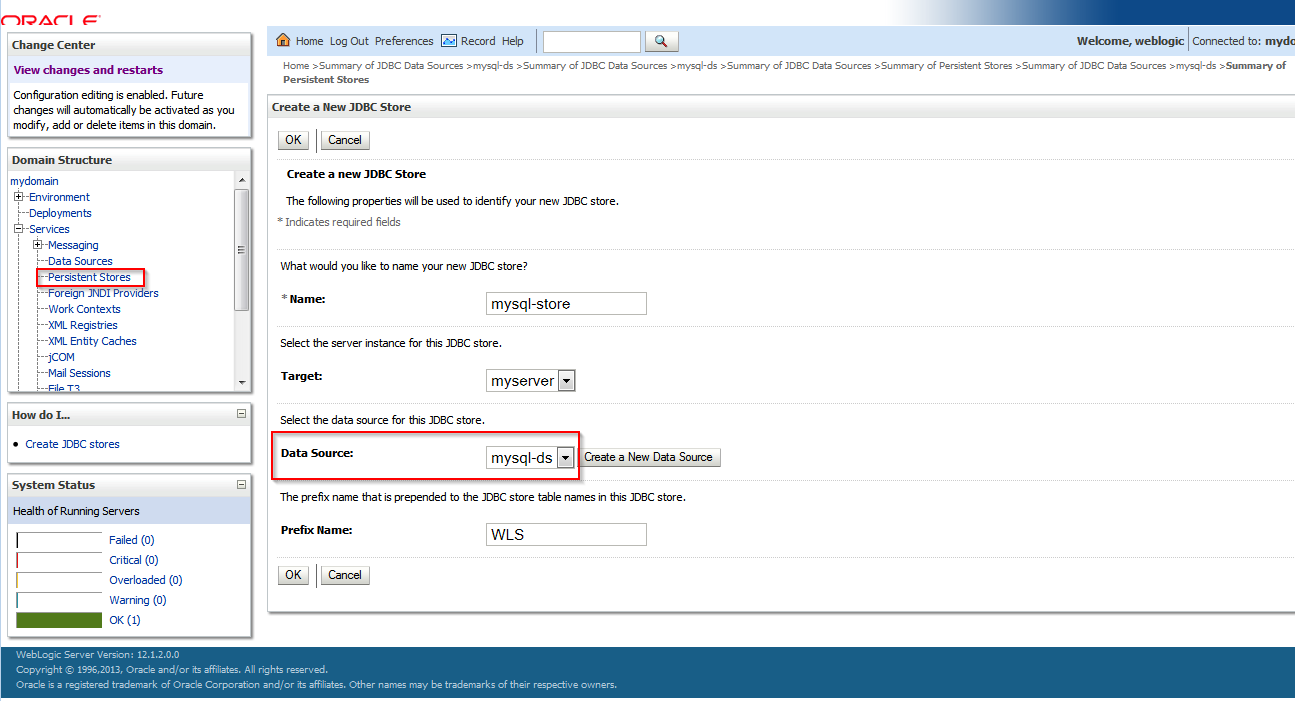 ORACLE
Change Center
View changes and restarts
Configuration editing is enabled. Future
changes will automatically be activated as you
modify, add or delete items in this domain.
Domain Structure
mydomain
Environment
Deployments
Services
Messaging
Data Sources
Persistent Stores
Foreign JNDI Providers
Work Contexts
XML Registries
XML Entity Caches
jCOM
Mail Sessions
File T3
How do I...
Create JDBC stores
System Status
Health of Running Servers
Failed (0)
Critical (0)
Overloaded (0)
Warning (0)
OK (1)
Home Log Out Preferences Record Help
Welcome, weblogic Connected to: mydo
Home >Summary of JDBC Data Sources >mysql-ds >Summary of JDBC Data Sources >mysql-ds >Summary of JDBC Data Sources >Summary of Persistent Stores >Summary of JDBC Data Sources >mysql-ds >Summary of
Persistent Stores
Create a New JDBC Store
OK Cancel
Create a new JDBC Store
The following properties will be used to identify your new JDBC store.
* Indicates required fields
What would you like to name your new JDBC store?
* Name: mysql-store
Select the server instance for this JDBC store.
Target: myserver
Select the data source for this JDBC store.
Data Source: mysql-ds Create a New Data Source
The prefix name that is prepended to the JDBC store table names in this JDBC store.
Prefix Name: WLS
OK Cancel
WebLogic Server Version: 12.1.2.0.0
Copyright © 1996,2013, Oracle and/or its affiliates. All rights reserved.
Oracle is a registered trademark of Oracle Corporation and/or its affiliates. Other names may be trademarks of their respective owners.